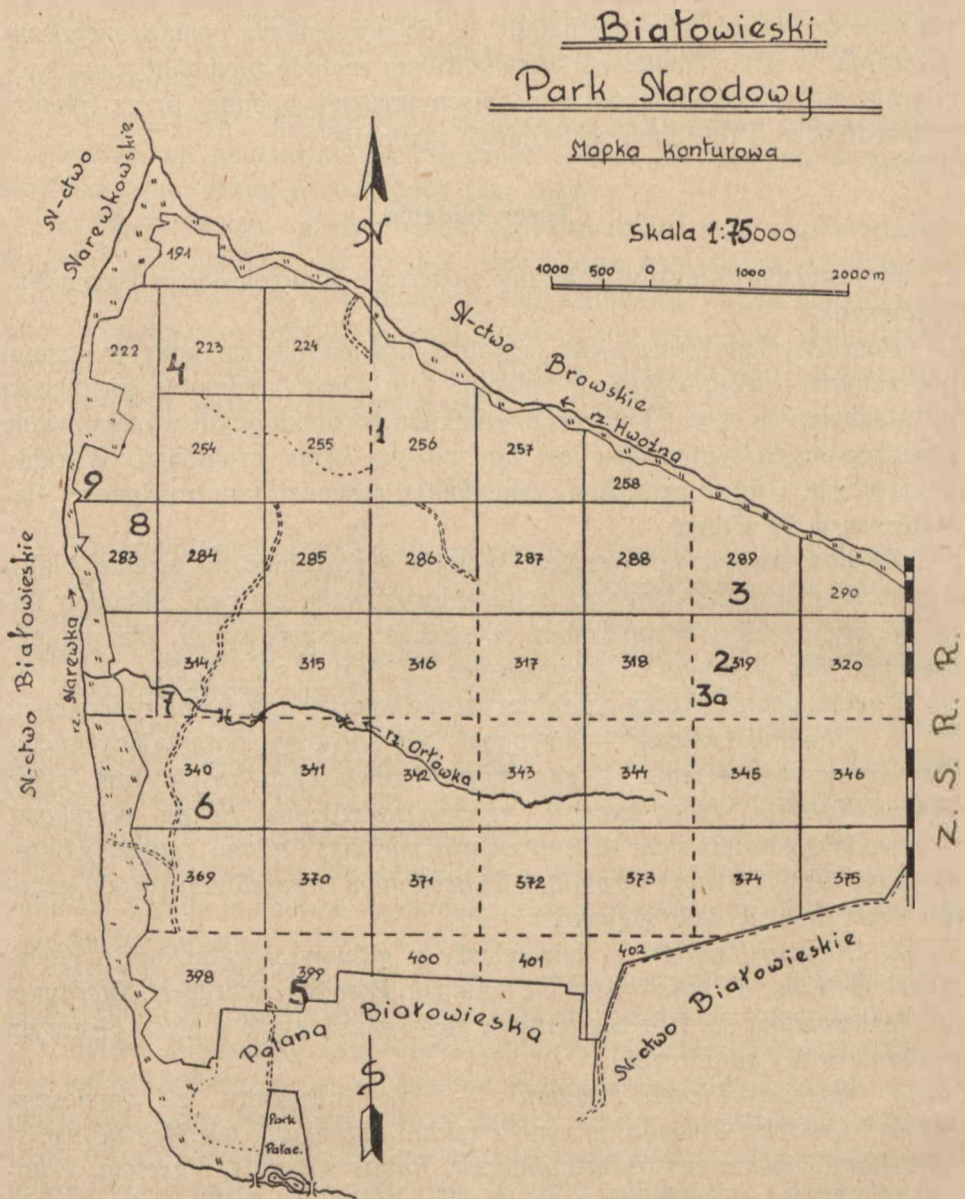 Białowieski
Park Narodowy
Mapka konturowa
Skala 1:75000
1000 500 0 1000 2000 m
N-ctwo
Narewkowskie
N
191
N-ctwo
Browskie
222 223 224
4
← rz. Hwoźna
1
254 255 256 257
258
9
8
283 284 285 286 287 288 289
290
3
N-ctwo Białowieskie
rz. Narewka →
314 315 316 317 318 2 319 320
7
3a
← rz. Orłówka
340 341 342 343 344 345 346
6
Z. S. R. R.
369 370 371 372 373 374 375
398 399 400 401 402
5
Polana Białowieska
N-ctwo Białowieskie
S
Park
Pałac.